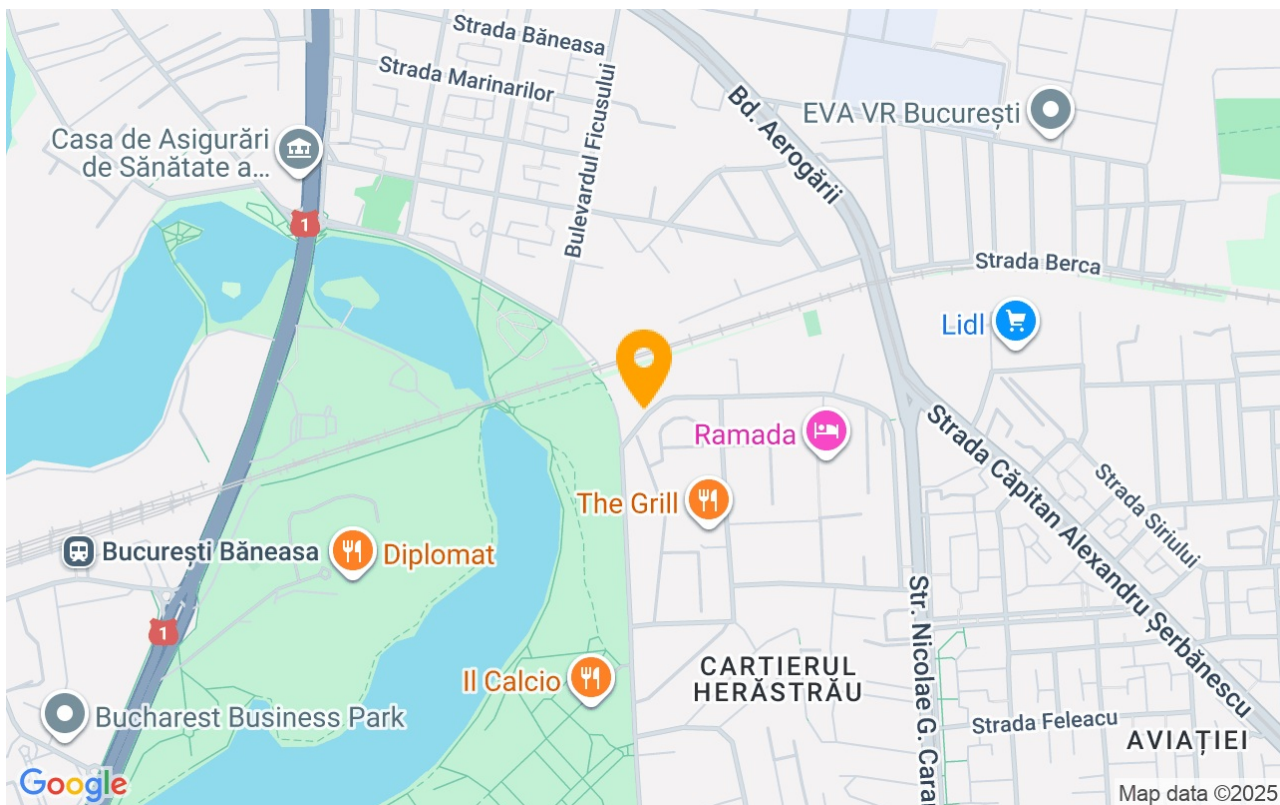 Strada Băneasa
Strada Marinarilor
Bulevardul Ficusului
Bd. Aerogării
EVA VR București
Casa de Asigurări
de Sănătate a...
1
Strada Berca
Lidl
Ramada
The Grill
Strada Căpitan Alexandru Șerbănescu
Strada Siriului
București Băneasa
Diplomat
Str. Nicolae G. Cara
1
Il Calcio
CARTIERUL
HERĂSTRĂU
Bucharest Business Park
Strada Feleacu
AVIAȚIEI
Google
Map data ©2025